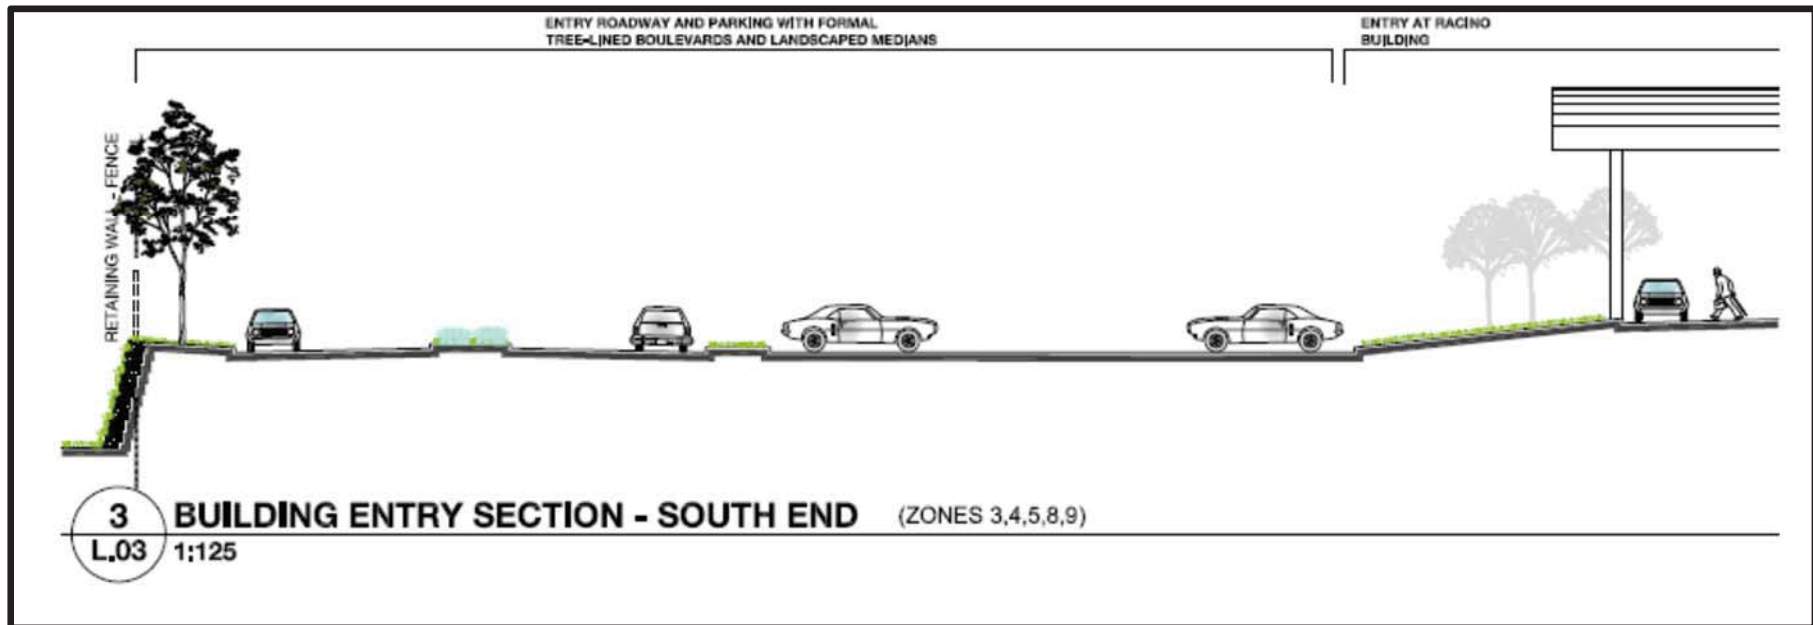 ENTRY ROADWAY AND PARKING WITH FORMAL
TREE-LINED BOULEVARDS AND LANDSCAPED MEDIANS
ENTRY AT RACINO
BUILDING
RETAINING WALL - FENCE
3
L.03
BUILDING ENTRY SECTION - SOUTH END (ZONES 3,4,5,8,9)
1:125